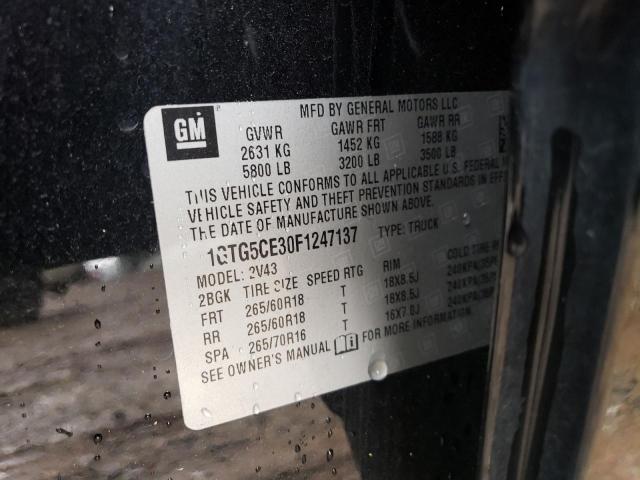 MFD BY GENERAL MOTORS LLC
GM
GVWR GAWR FRT GAWR RR
2631 KG 1452 KG 1588 KG
5800 LB 3200 LB 3500 LB
THIS VEHICLE CONFORMS TO ALL APPLICABLE U.S. FEDERAL
VEHICLE SAFETY AND THEFT PREVENTION STANDARDS IN EFF
THE DATE OF MANUFACTURE SHOWN ABOVE.
1GTG5CE30F1247137 TYPE: TRUCK
MODEL: 2V43
2BGK TIRE SIZE SPEED RTG RIM COLD TIRE
FRT 265/60R18 T 18X8.5J
RR 265/60R18 T 18X8.5J
SPA 265/70R16 T 16X7.0J
SEE OWNER'S MANUAL FOR MORE INFORMATION